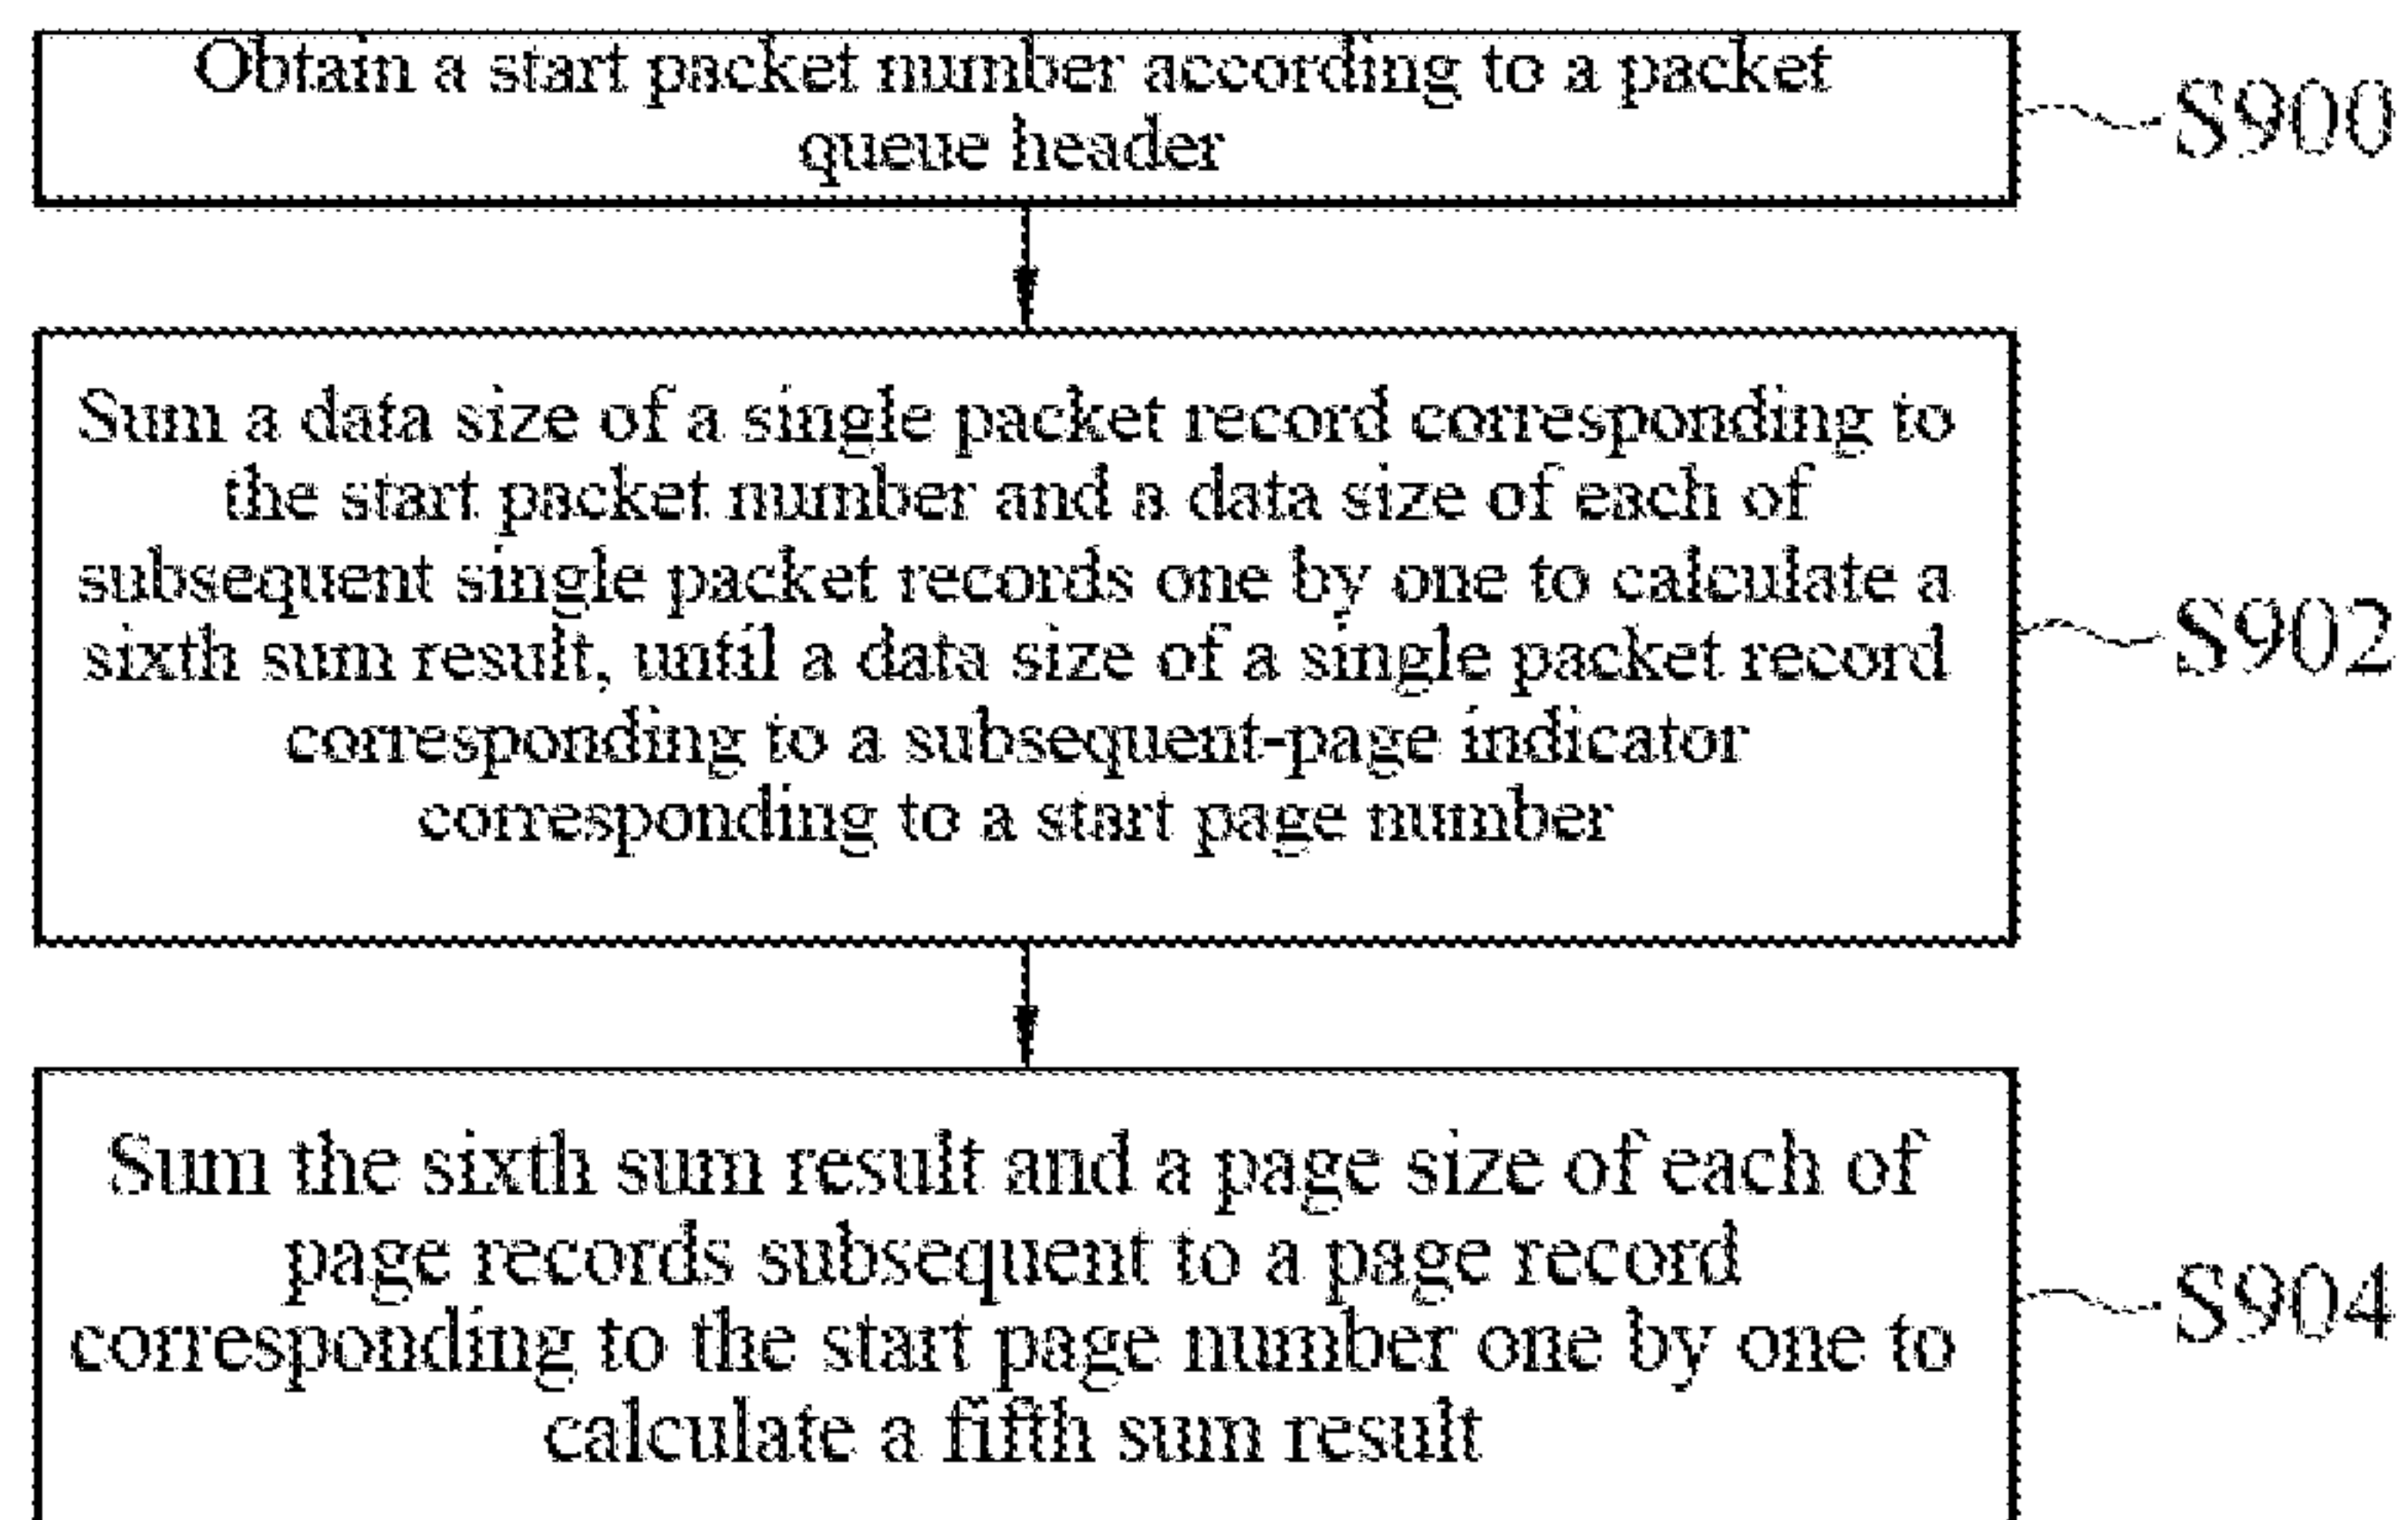 Obtain a start packet number according to a packet
queue header
S900
Sum a data size of a single packet record corresponding to
the start packet number and a data size of each of
subsequent single packet records one by one to calculate a
sixth sum result, until a data size of a single packet record
corresponding to a subsequent-page indicator
corresponding to a start page number
S902
Sum the sixth sum result and a page size of each of
page records subsequent to a page record
corresponding to the start page number one by one to
calculate a fifth sum result
S904